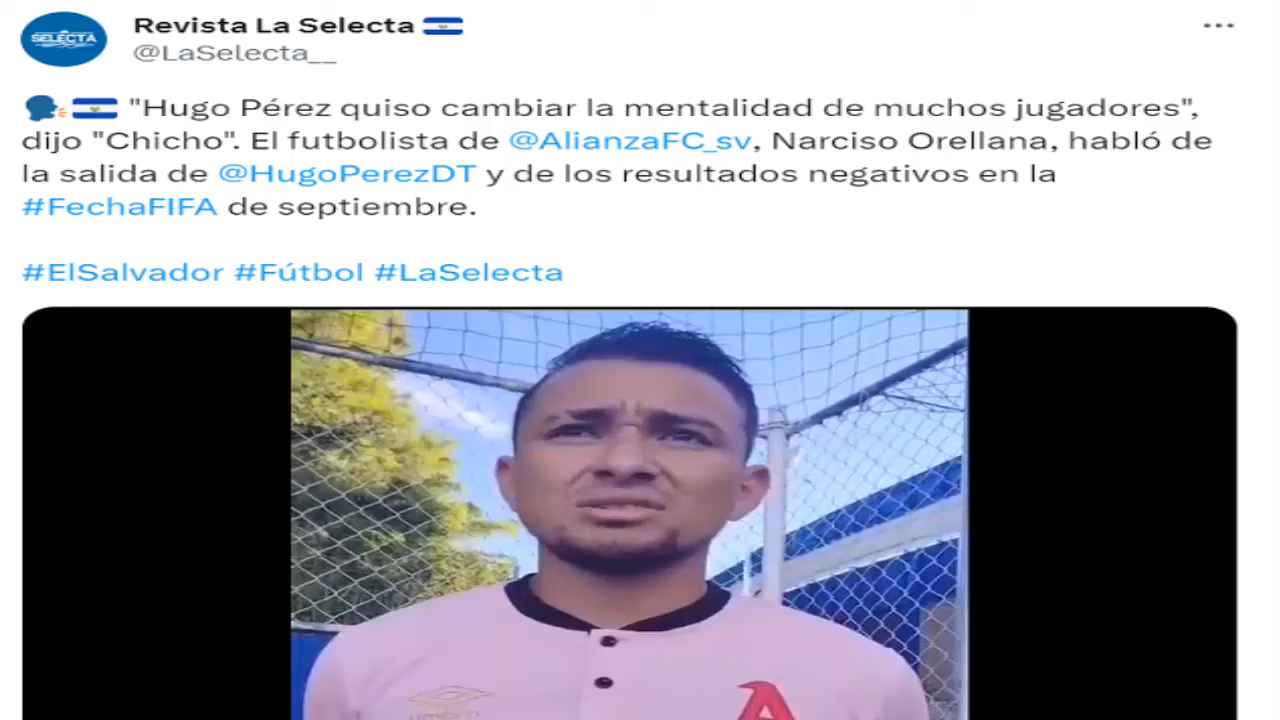 Revista La Selecta
SELECTA
@LaSelecta__
"Hugo Pérez quiso cambiar la mentalidad de muchos jugadores",
dijo "Chicho". El futbolista de @AlianzaFC_sv, Narciso Orellana, habló de
la salida de @HugoPerezDT y de los resultados negativos en la
#FechaFIFA de septiembre.
#ElSalvador #Fútbol #LaSelecta
umbro
A